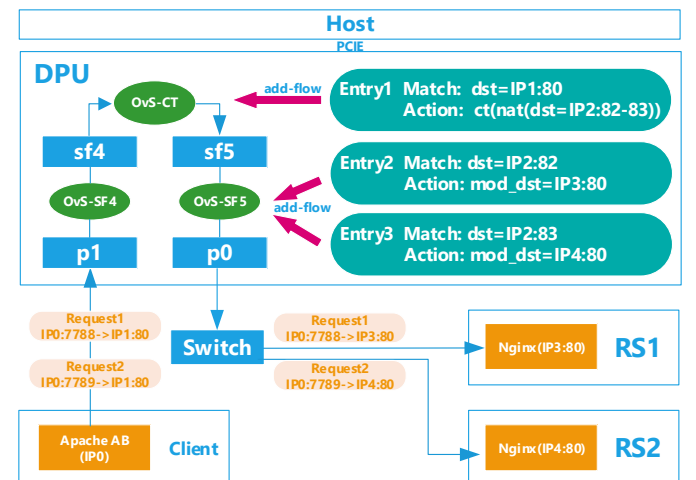 Host
PCIE
DPU
OvS-CT
add-flow
Entry1 Match: dst=IP1:80
Action: ct(nat(dst=IP2:82-83))
sf4
sf5
Entry2 Match: dst=IP2:82
Action: mod_dst=IP3:80
OvS-SF4
OvS-SF5
add-flow
Entry3 Match: dst=IP2:83
Action: mod_dst=IP4:80
p1
p0
Request1
IP0:7788->IP1:80
Request2
IP0:7789->IP1:80
Switch
Request1
IP0:7788->IP3:80
Request2
IP0:7789->IP4:80
Nginx(IP3:80)
RS1
Apache AB
(IP0)
Client
Nginx(IP4:80)
RS2